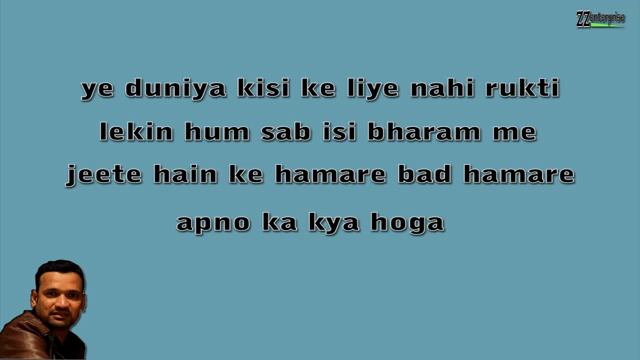 ZZenterprise
ye duniya kisi ke liye nahi rukti
lekin hum sab isi bharam me
jeete hain ke hamare bad hamare
apno ka kya hoga